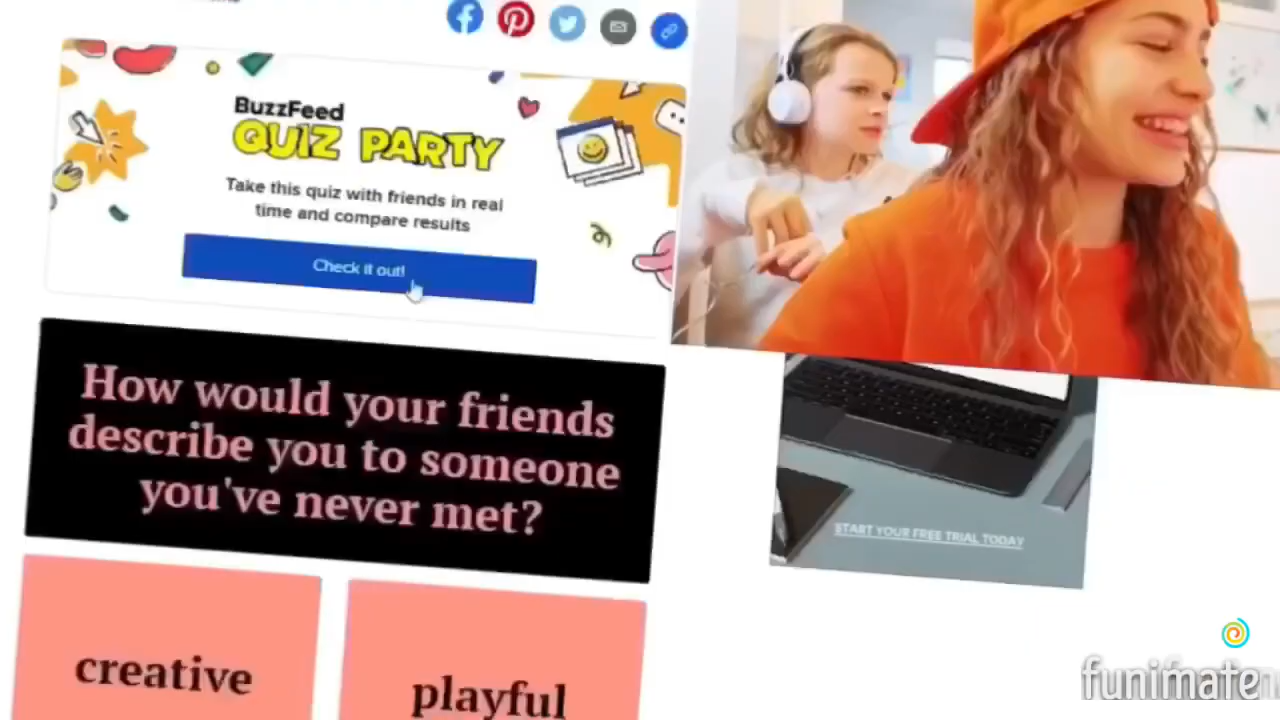 BuzzFeed
QUIZ PARTY
Take this quiz with friends in real
time and compare results
Check it out!
How would your friends
describe you to someone
you've never met?
creative
playful
START YOUR FREE TRIAL TODAY
funimate